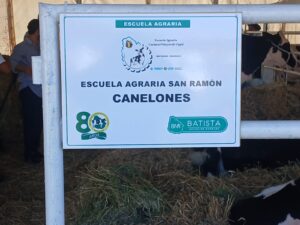 ESCUELA AGRARIA
ESCUELA AGRARIA SAN RAMÓN
CANELONES
80
BATISTA